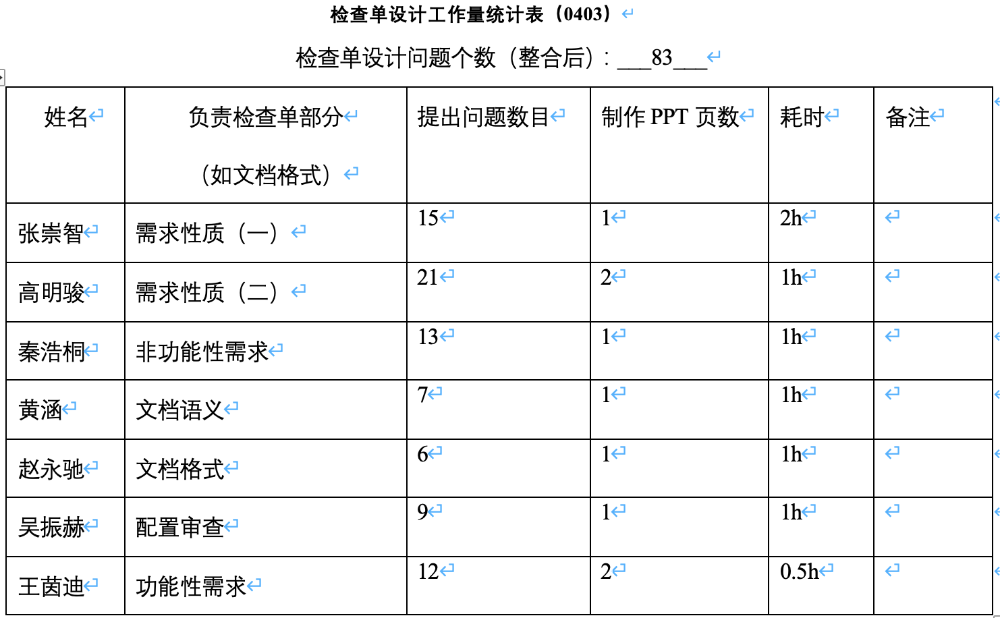 检查单设计工作量统计表（0403）
检查单设计问题个数（整合后）：___83___
姓名 负责检查单部分 提出问题数目 制作 PPT 页数 耗时 备注
（如文档格式）
张崇智 需求性质（一） 15 1 2h
高明骏 需求性质（二） 21 2 1h
秦浩桐 非功能性需求 13 1 1h
黄涵 文档语义 7 1 1h
赵永驰 文档格式 6 1 1h
吴振赫 配置审查 9 1 1h
王茵迪 功能性需求 12 2 0.5h